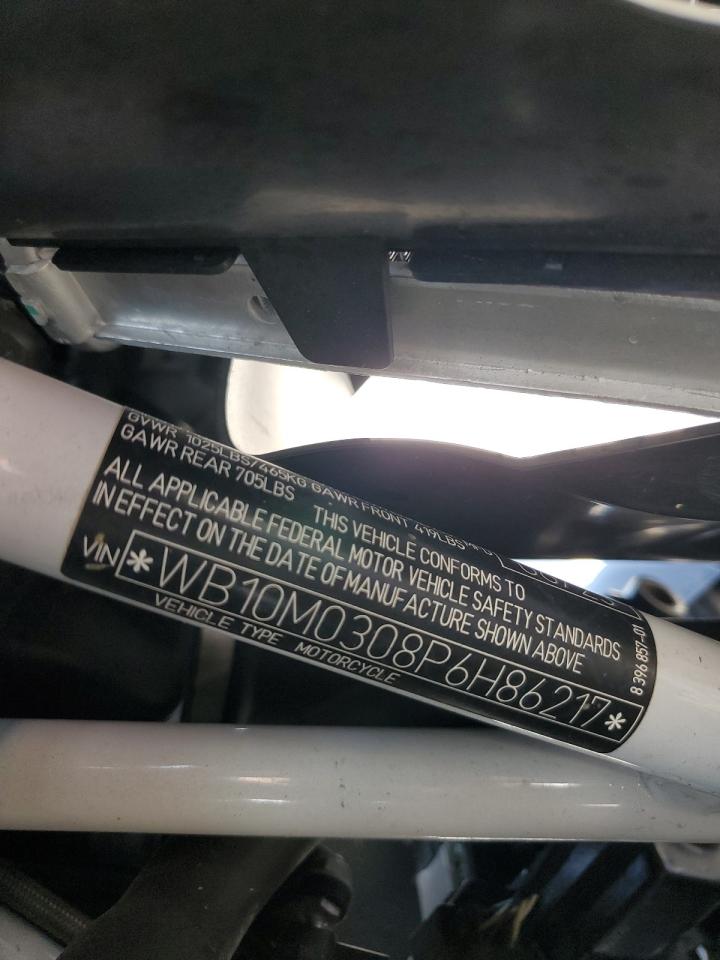 GVWR 1025LBS/465KG GAWR FRONT 419LBS
GAWR REAR 705LBS
THIS VEHICLE CONFORMS TO
ALL APPLICABLE FEDERAL MOTOR VEHICLE SAFETY STANDARDS
IN EFFECT ON THE DATE OF MANUFACTURE SHOWN ABOVE
VIN *WB10M0308P6H86217*
VEHICLE TYPE MOTORCYCLE
8 396 857-01